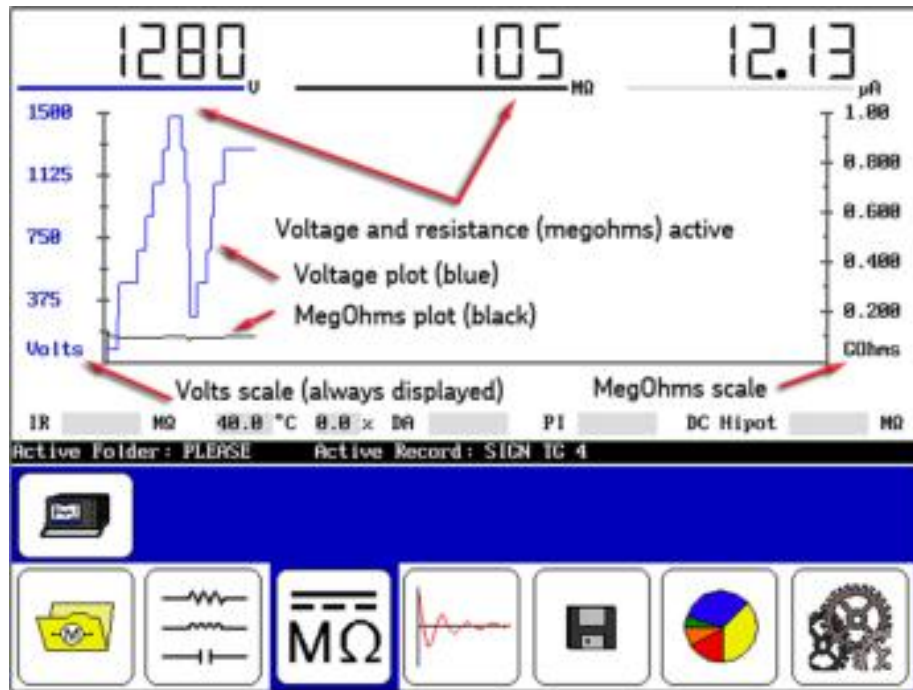 1280 V 105 MΩ 12.13 µA
1500
1125
750
375
Volts
1.00
0.800
0.600
0.400
0.200
GOhms
Voltage and resistance (megohms) active
Voltage plot (blue)
MegOhms plot (black)
Volts scale (always displayed)
MegOhms scale
IR MΩ 40.0 °C 0.0 % DA PI DC Hipot MΩ
Active Folder: PLEASE Active Record: SIGN TG 4
MΩ
M